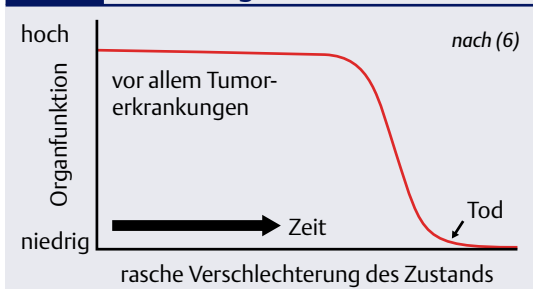 hoch
nach (6)
Organfunktion
vor allem Tumor-
erkrankungen
Zeit
Tod
niedrig
rasche Verschlechterung des Zustands